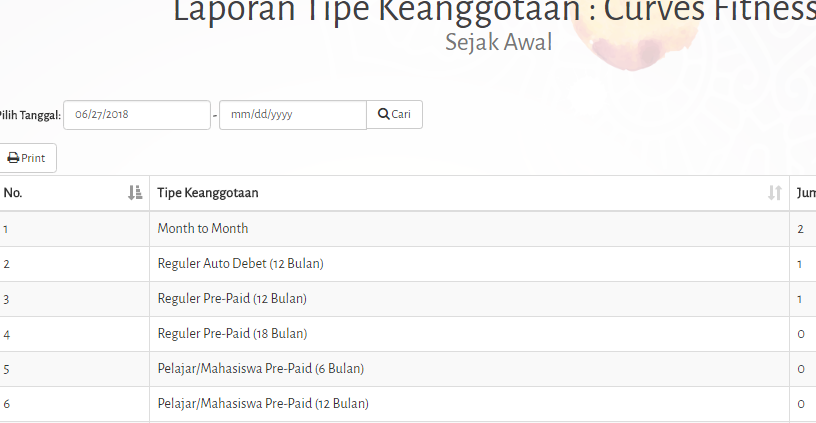 Laporan Tipe Keanggotaan : Curves Fitness
Sejak Awal
Pilih Tanggal: 06/27/2018 - mm/dd/yyyy Cari
Print
No. Tipe Keanggotaan Jum
1 Month to Month 2
2 Reguler Auto Debet (12 Bulan) 1
3 Reguler Pre-Paid (12 Bulan) 1
4 Reguler Pre-Paid (18 Bulan) 0
5 Pelajar/Mahasiswa Pre-Paid (6 Bulan) 0
6 Pelajar/Mahasiswa Pre-Paid (12 Bulan) 0